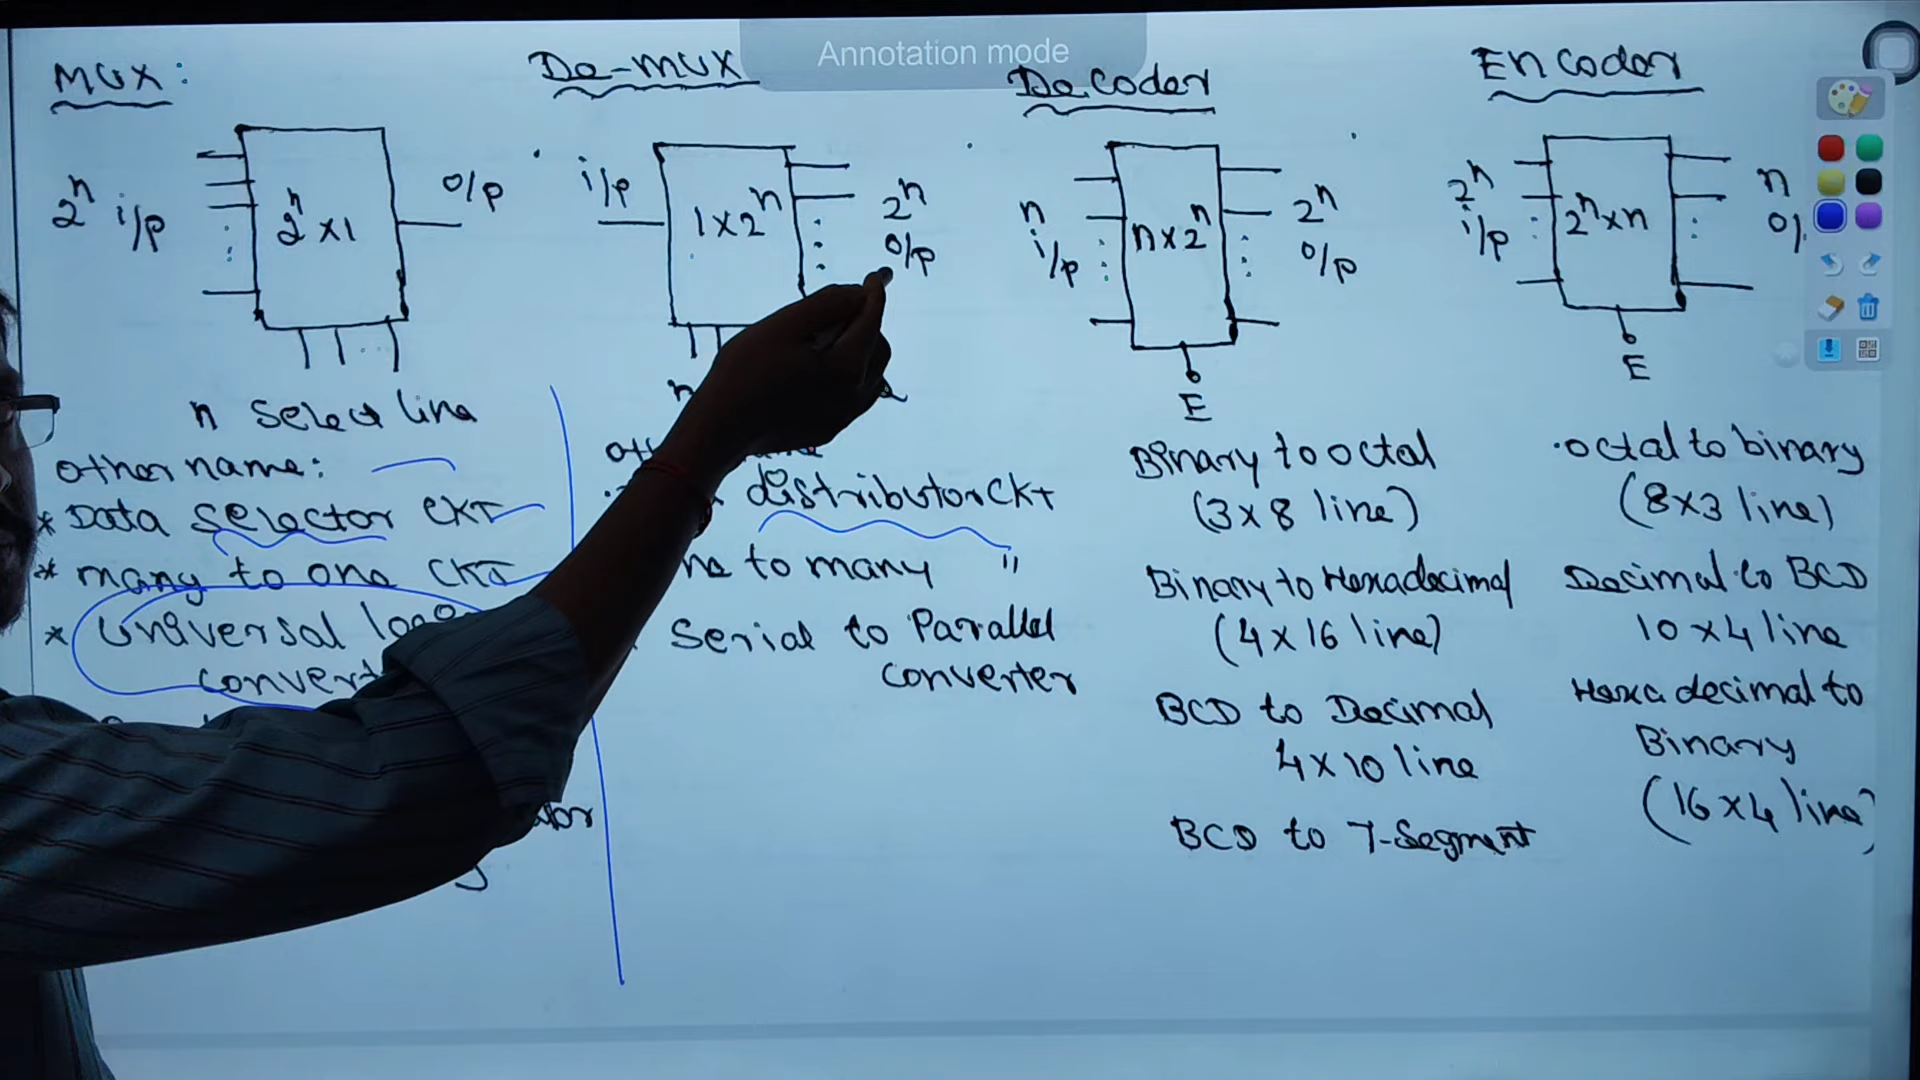 Annotation mode
MUX:
2^n i/p
2^n x1
o/p
n Select line
other name:
* Data selector CKT
* many to one CKT
* Universal
De-MUX
i/p
1x2^n
2^n
o/p
n
distributor CKT
to many "
Serial to Parallel
converter
Decoder
n
i/p
nx2^n
2^n
o/p
E
Binary to octal
(3x8 line)
Binary to Hexadecimal
(4x16 line)
BCD to Decimal
4x10 line
BCD to 7-Segment
Encoder
2^n
i/p
2^n xn
n
o/
E
.octal to binary
(8x3 line)
Decimal to BCD
10x4 line
Hexa decimal to
Binary
(16x4 line)